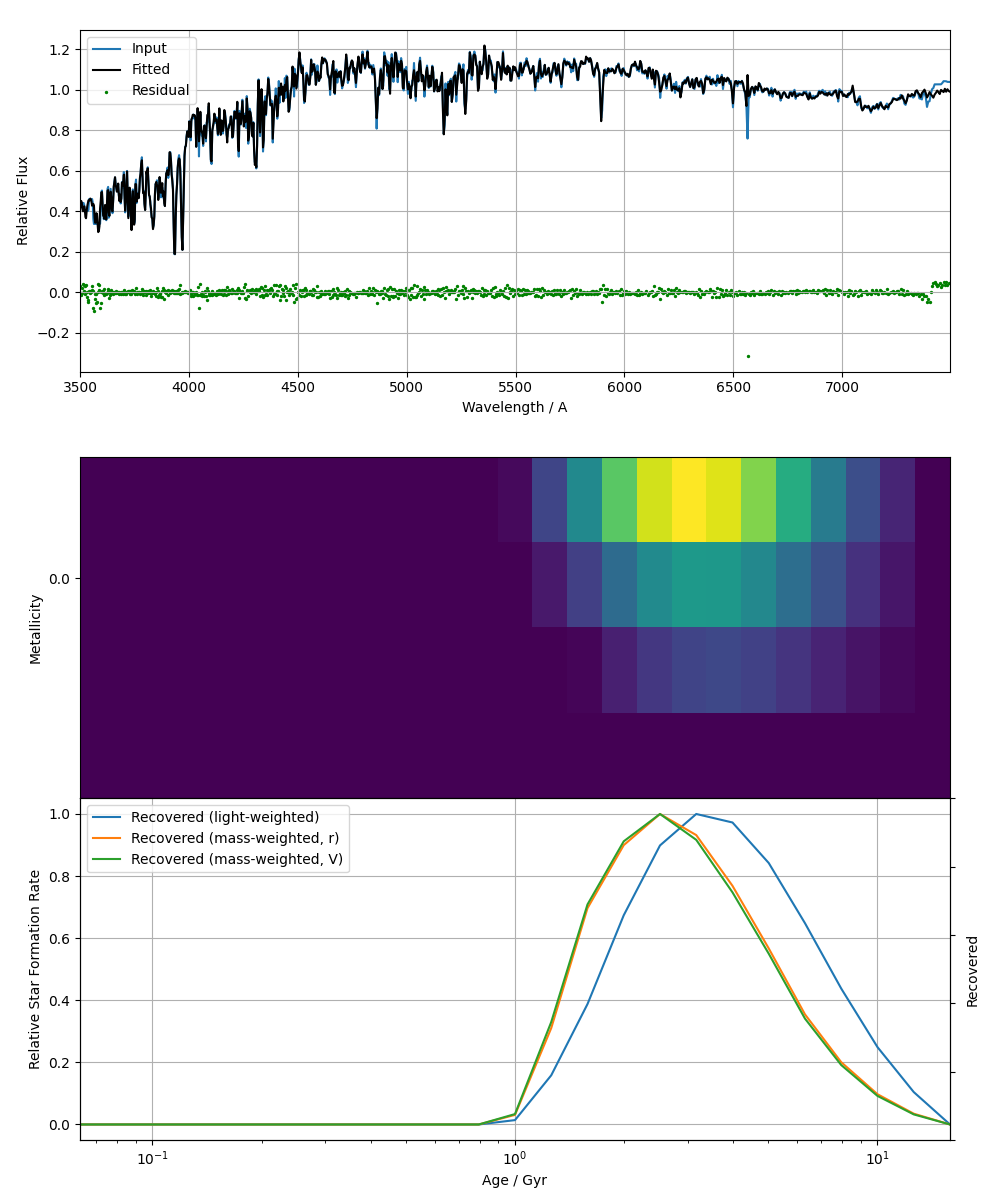 1.2
1.0
0.8
0.6
0.4
0.2
0.0
−0.2
Relative Flux
Input
Fitted
Residual
3500 4000 4500 5000 5500 6000 6500 7000
Wavelength / A
0.0
Metallicity
1.0
0.8
0.6
0.4
0.2
0.0
Relative Star Formation Rate
Recovered (light-weighted)
Recovered (mass-weighted, r)
Recovered (mass-weighted, V)
Recovered
10⁻¹ 10⁰ 10¹
Age / Gyr